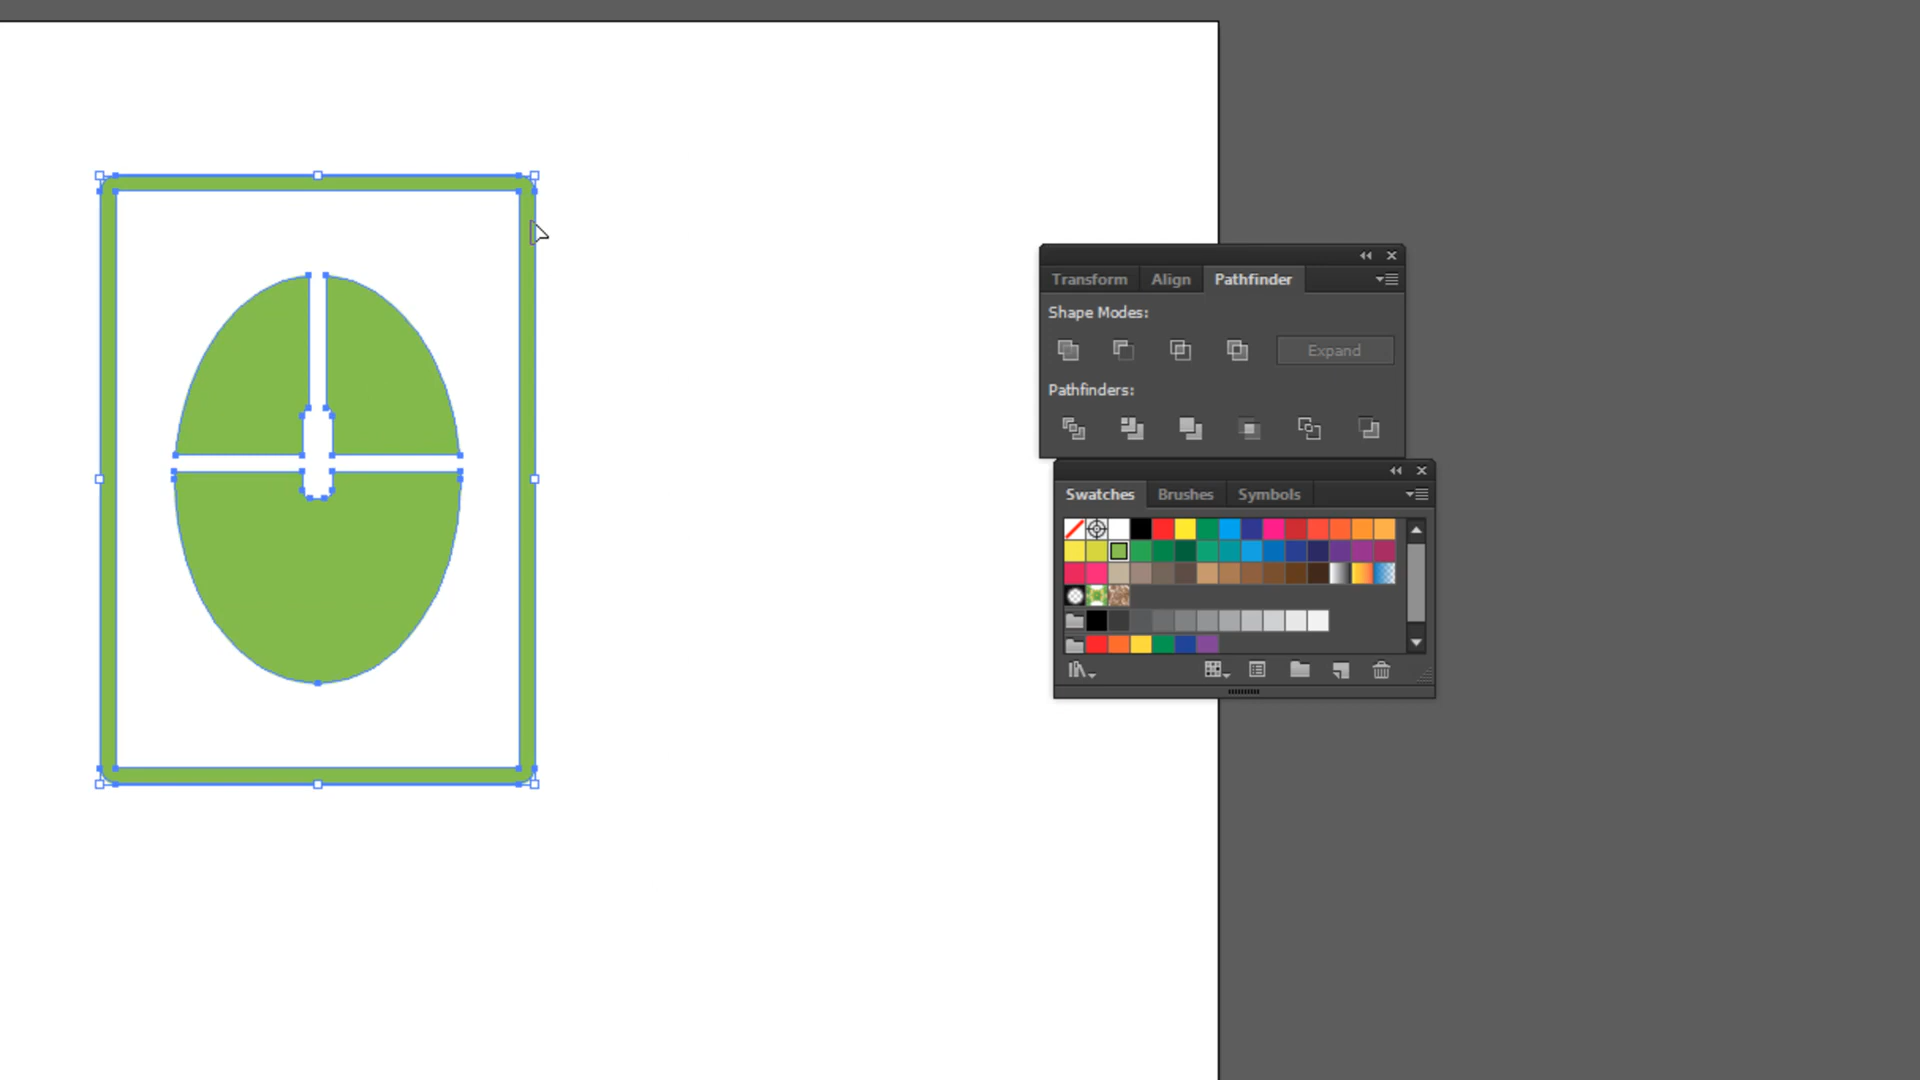 Transform Align Pathfinder
Shape Modes:
Expand
Pathfinders:
Swatches Brushes Symbols